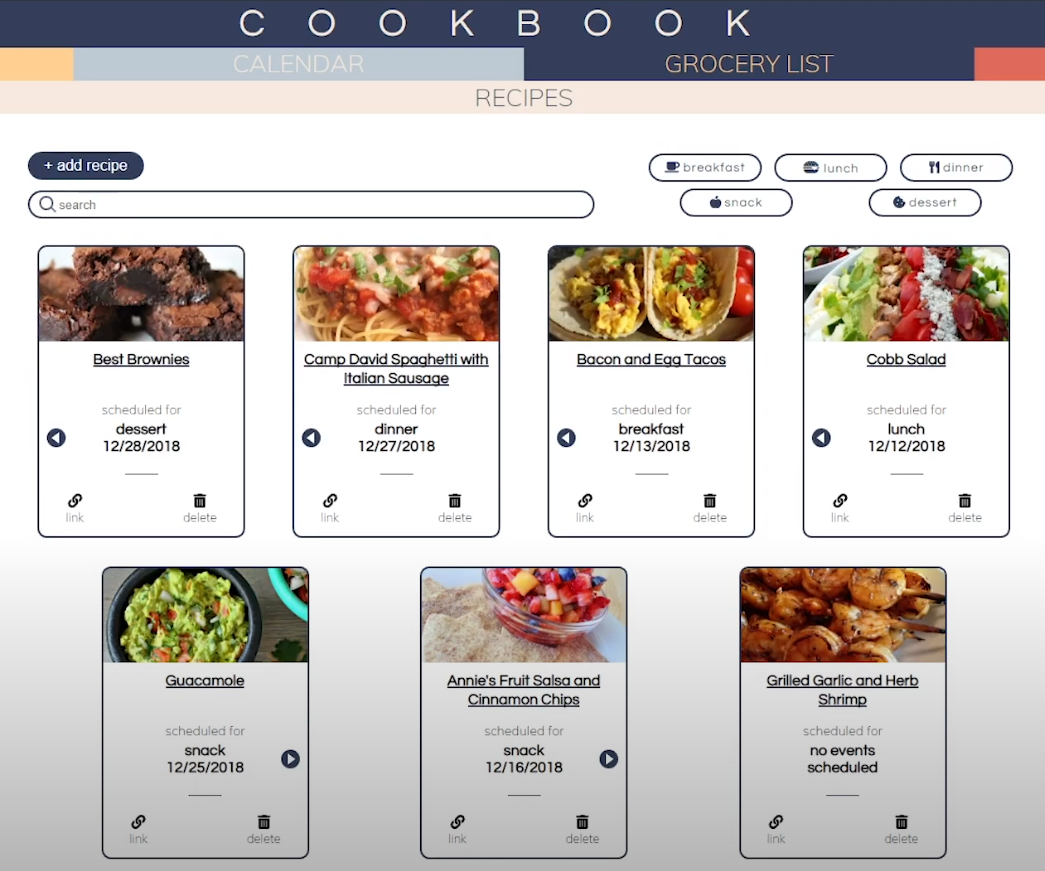 COOKBOOK
CALENDAR
GROCERY LIST
RECIPES
+ add recipe
breakfast
lunch
dinner
search
snack
dessert
Best Brownies
scheduled for
dessert
12/28/2018
link
delete
Camp David Spaghetti with
Italian Sausage
scheduled for
dinner
12/27/2018
link
delete
Bacon and Egg Tacos
scheduled for
breakfast
12/13/2018
link
delete
Cobb Salad
scheduled for
lunch
12/12/2018
link
delete
Guacamole
scheduled for
snack
12/25/2018
link
delete
Annie's Fruit Salsa and
Cinnamon Chips
scheduled for
snack
12/16/2018
link
delete
Grilled Garlic and Herb
Shrimp
scheduled for
no events
scheduled
link
delete